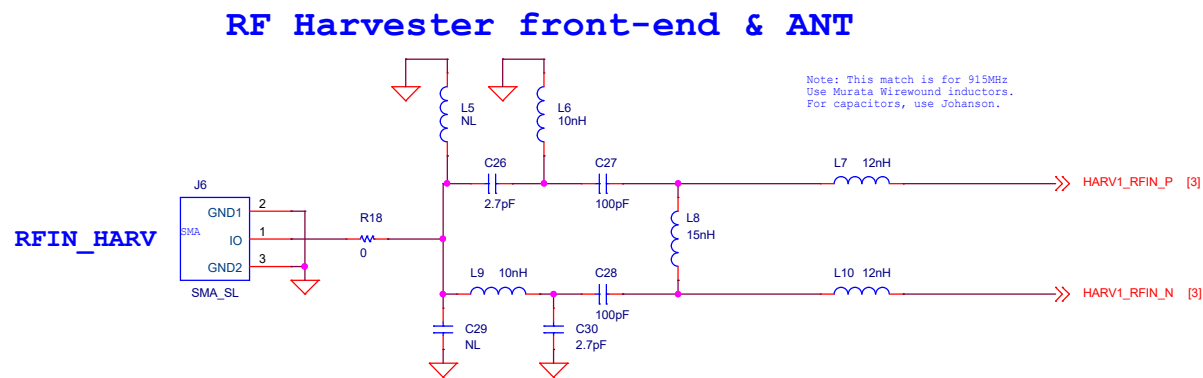 RF Harvester front-end & ANT
Note: This match is for 915MHz
Use Murata Wirewound inductors.
For capacitors, use Johanson.
L5
NL
L6
10nH
C26
2.7pF
C27
100pF
L7 12nH
HARV1_RFIN_P [3]
J6
GND1
2
SMA
IO
1
GND2
3
SMA_SL
RFIN_HARV
R18
0
L8
15nH
L9 10nH
C28
100pF
L10 12nH
HARV1_RFIN_N [3]
C29
NL
C30
2.7pF